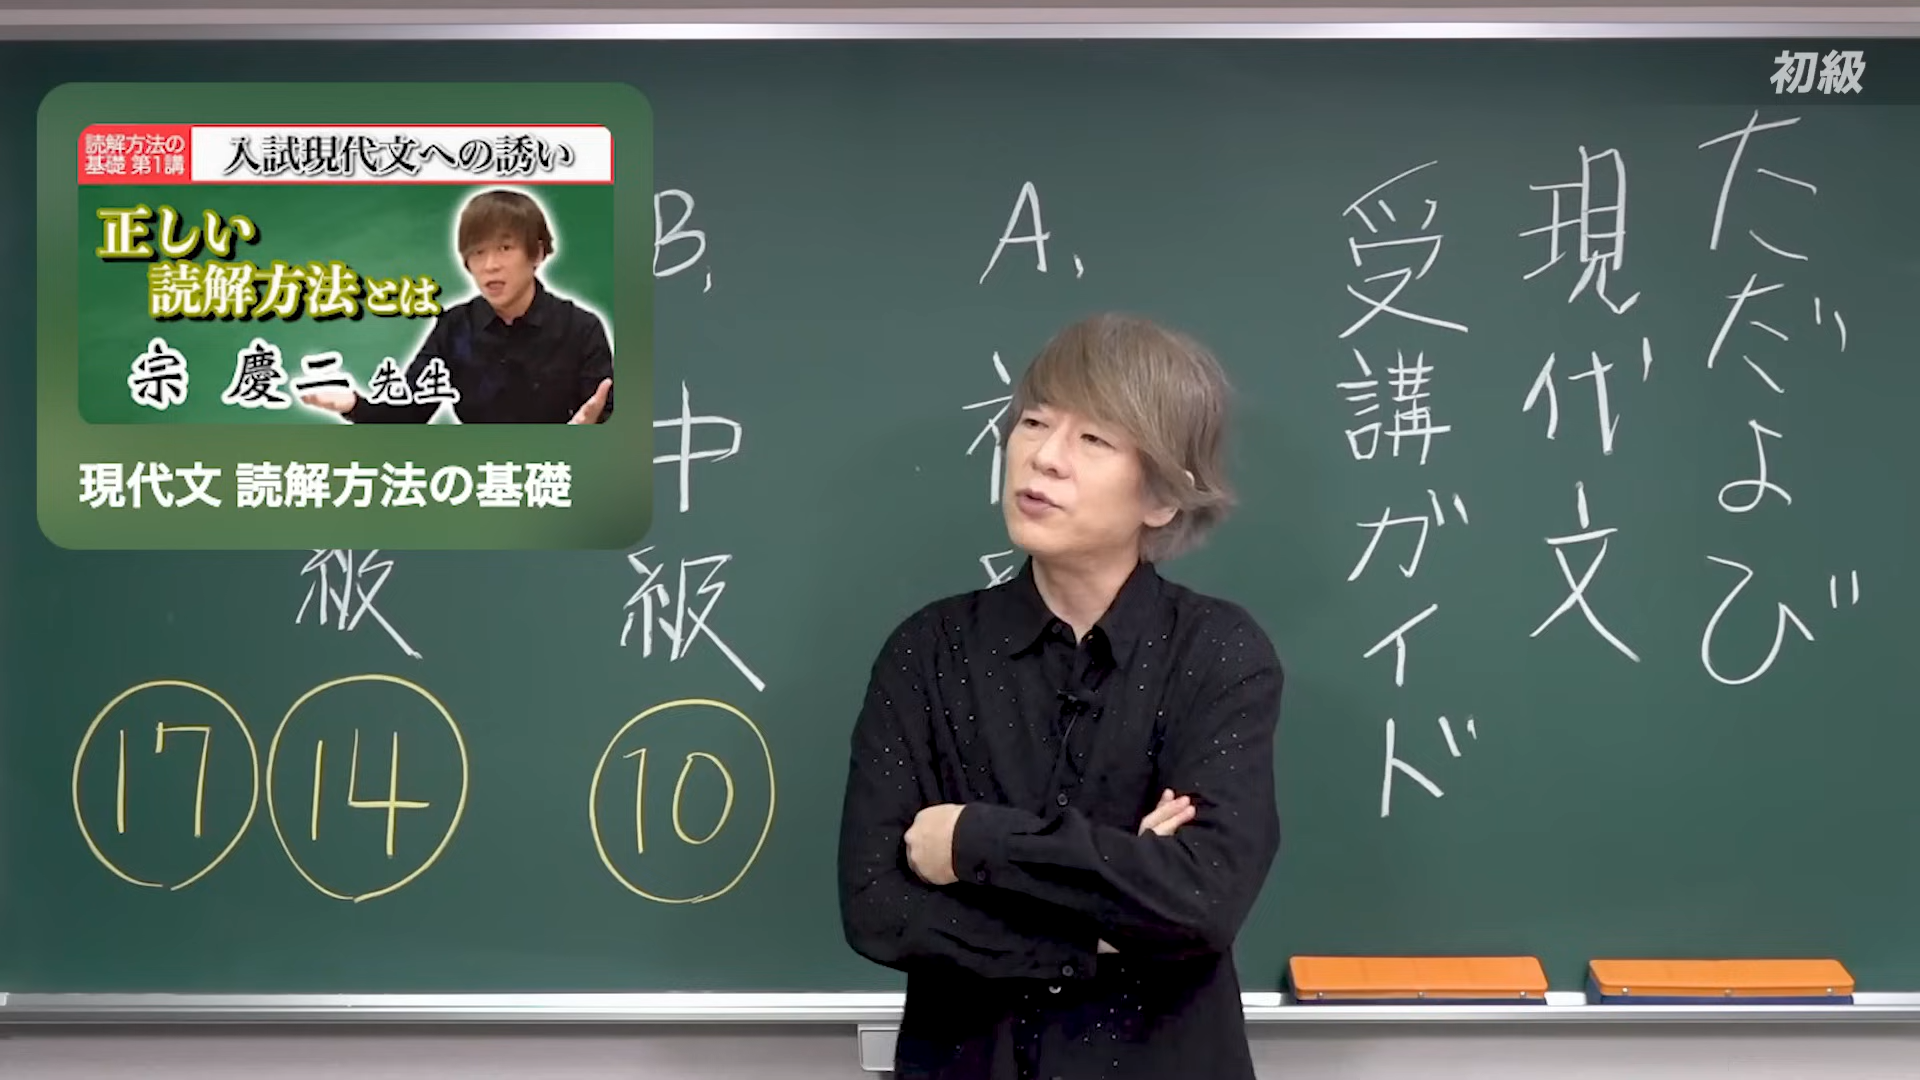 初級
読解方法の
基礎 第1講
入試現代文への誘い
正しい
読解方法とは
宗 慶二 先生
現代文 読解方法の基礎
ただよび
現代文
受講ガイド
A,
B,
中級
級
10
14
17